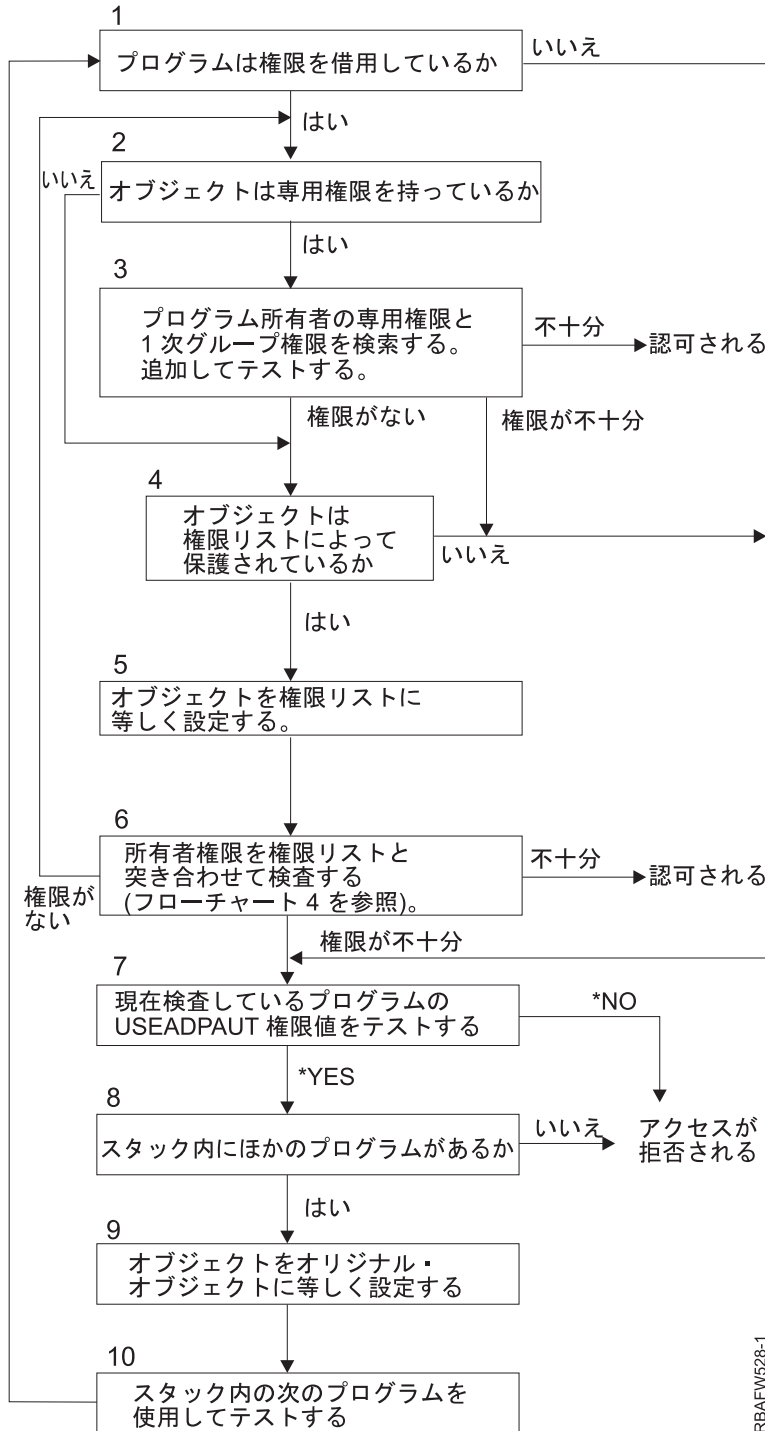 1
プログラムは権限を借用しているか
いいえ
はい
2
いいえ
オブジェクトは専用権限を持っているか
はい
3
プログラム所有者の専用権限と
1 次グループ権限を検索する。
追加してテストする。
不十分
認可される
権限がない
権限が不十分
4
オブジェクトは
権限リストによって
保護されているか
いいえ
はい
5
オブジェクトを権限リストに
等しく設定する。
6
所有者権限を権限リストと
突き合わせて検査する
(フローチャート 4 を参照)。
不十分
認可される
権限が
ない
権限が不十分
7
現在検査しているプログラムの
USEADPAUT 権限値をテストする
*NO
*YES
8
スタック内にほかのプログラムがあるか
いいえ
アクセスが
拒否される
はい
9
オブジェクトをオリジナル・
オブジェクトに等しく設定する
10
スタック内の次のプログラムを
使用してテストする
RBAFW528-1